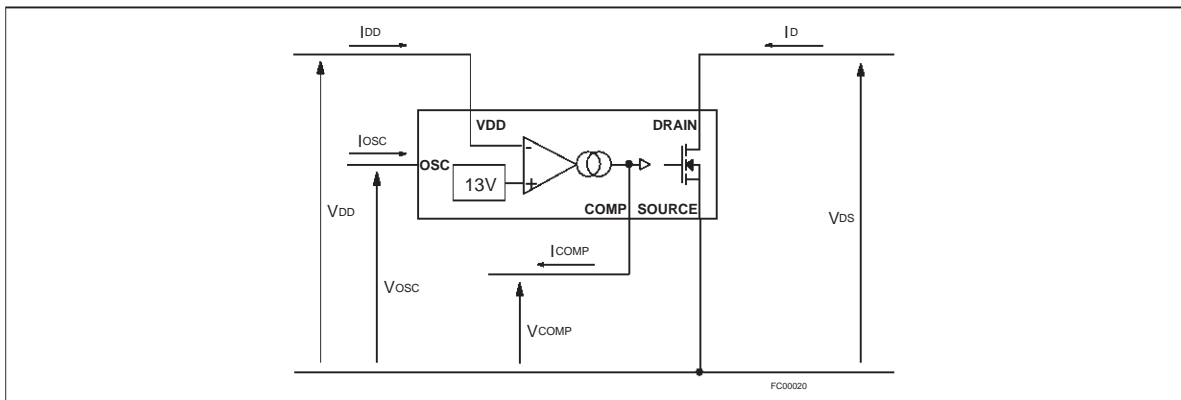 IDD
ID
VDD
DRAIN
IOSC
OSC
-
13V
+
COMP
SOURCE
VDD
VDS
ICOMP
VOSC
VCOMP
FC00020